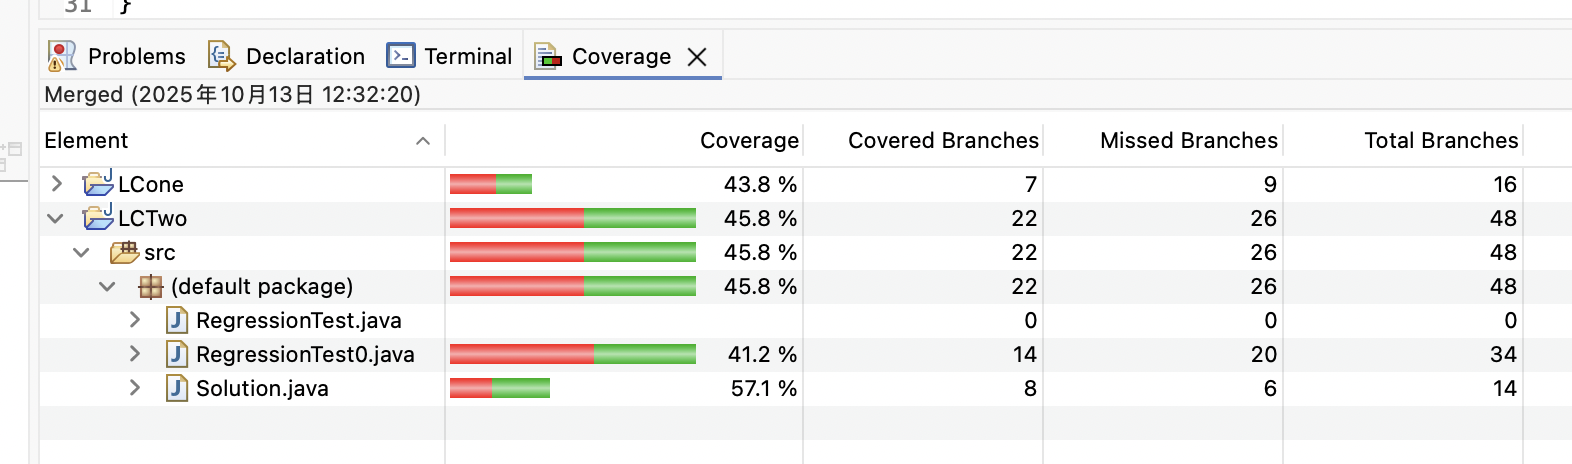 31 }
Problems Declaration Terminal Coverage
Merged (2025年10月13日 12:32:20)
Element Coverage Covered Branches Missed Branches Total Branches
LCone 43.8 % 7 9 16
LCTwo 45.8 % 22 26 48
src 45.8 % 22 26 48
(default package) 45.8 % 22 26 48
RegressionTest.java 0 0 0
RegressionTest0.java 41.2 % 14 20 34
Solution.java 57.1 % 8 6 14